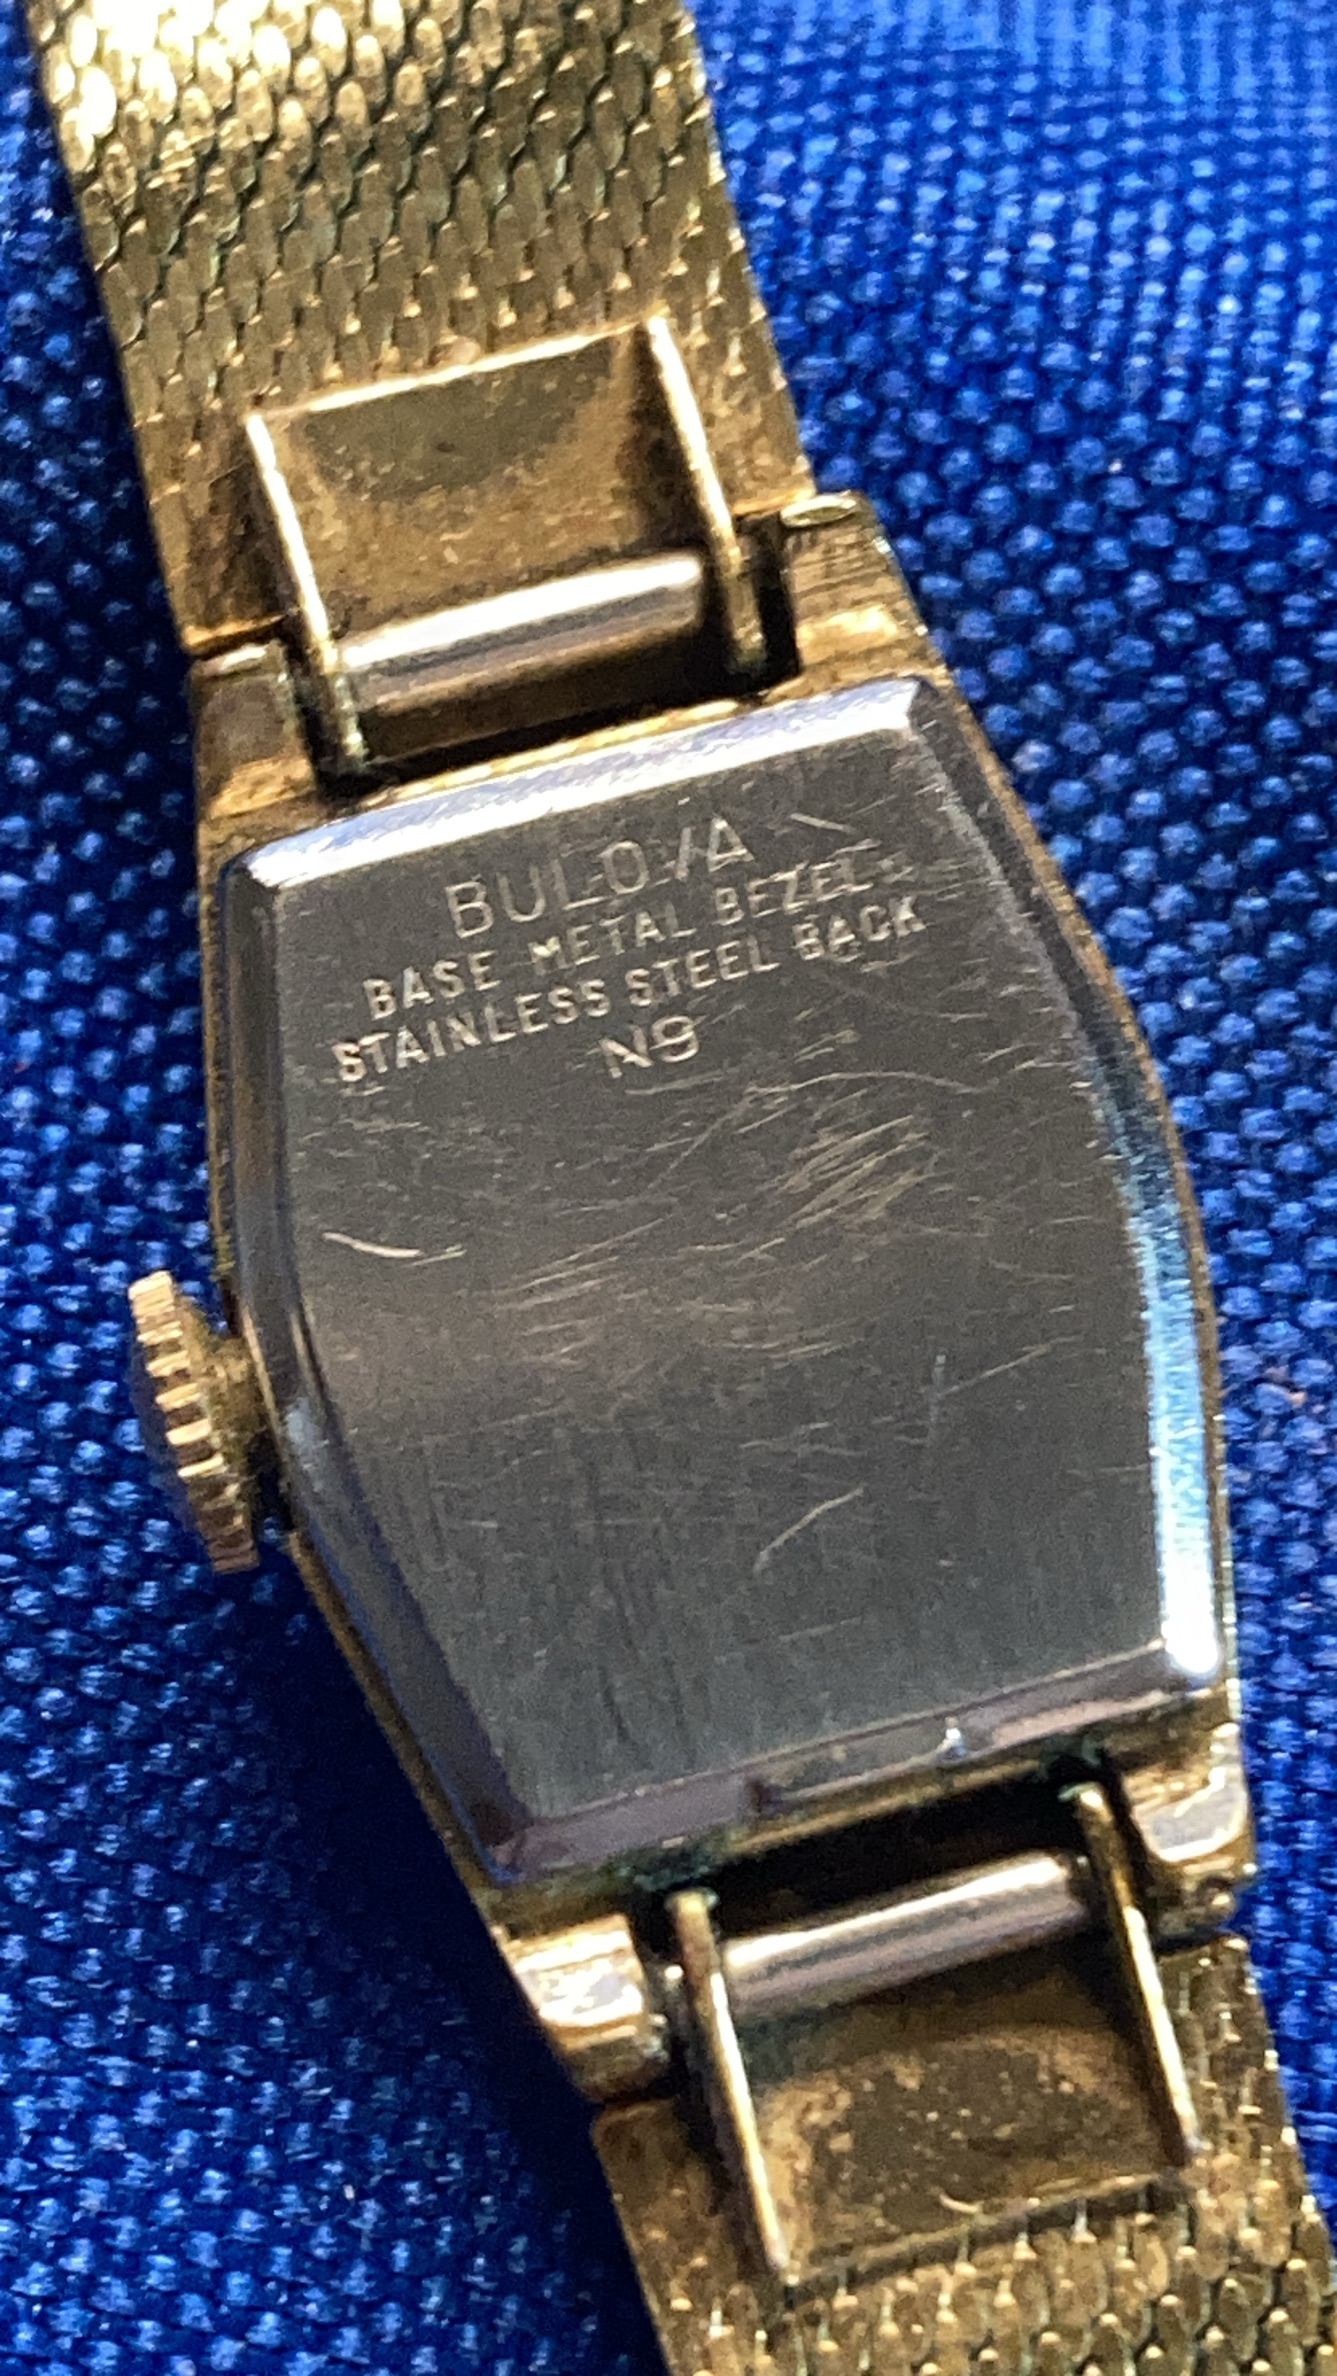 BULOVA
BASE METAL BEZEL
STAINLESS STEEL BACK
N9